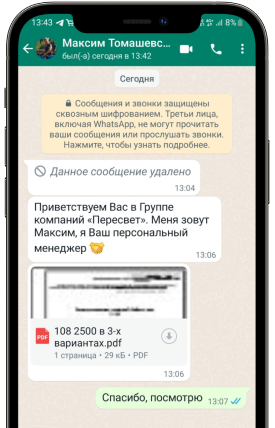 13:43
8%
Максим Томашевс...
был(-а) сегодня в 13:42
Сегодня
Сообщения и звонки защищены
сквозным шифрованием. Третьи лица,
включая WhatsApp, не могут прочитать
ваши сообщения или прослушать звонки.
Нажмите, чтобы узнать подробнее.
Данное сообщение удалено
13:04
Приветствуем Вас в Группе
компаний «Пересвет». Меня зовут
Максим, я Ваш персональный
менеджер
13:06
PDF
108 2500 в 3-х
вариантах.pdf
1 страница • 29 кБ • PDF
13:06
Спасибо, посмотрю
13:07